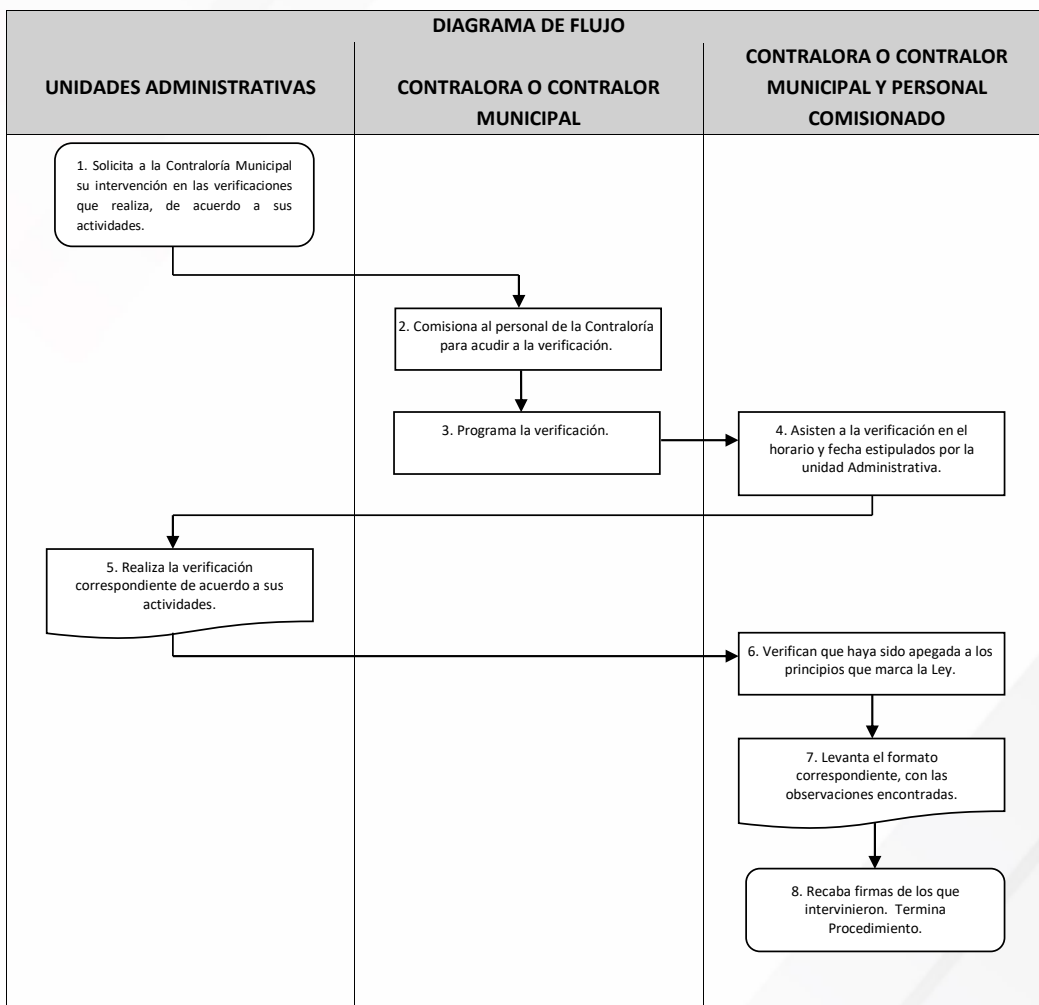 DIAGRAMA DE FLUJO
UNIDADES ADMINISTRATIVAS
CONTRALORA O CONTRALOR
MUNICIPAL
CONTRALORA O CONTRALOR
MUNICIPAL Y PERSONAL
COMISIONADO
1. Solicita a la Contraloría Municipal
su intervención en las verificaciones
que realiza, de acuerdo a sus
actividades.
2. Comisiona al personal de la Contraloría
para acudir a la verificación.
3. Programa la verificación.
4. Asisten a la verificación en el
horario y fecha estipulados por la
unidad Administrativa.
5. Realiza la verificación
correspondiente de acuerdo a sus
actividades.
6. Verifican que haya sido apegada a los
principios que marca la Ley.
7. Levanta el formato
correspondiente, con las
observaciones encontradas.
8. Recaba firmas de los que
intervinieron. Termina
Procedimiento.